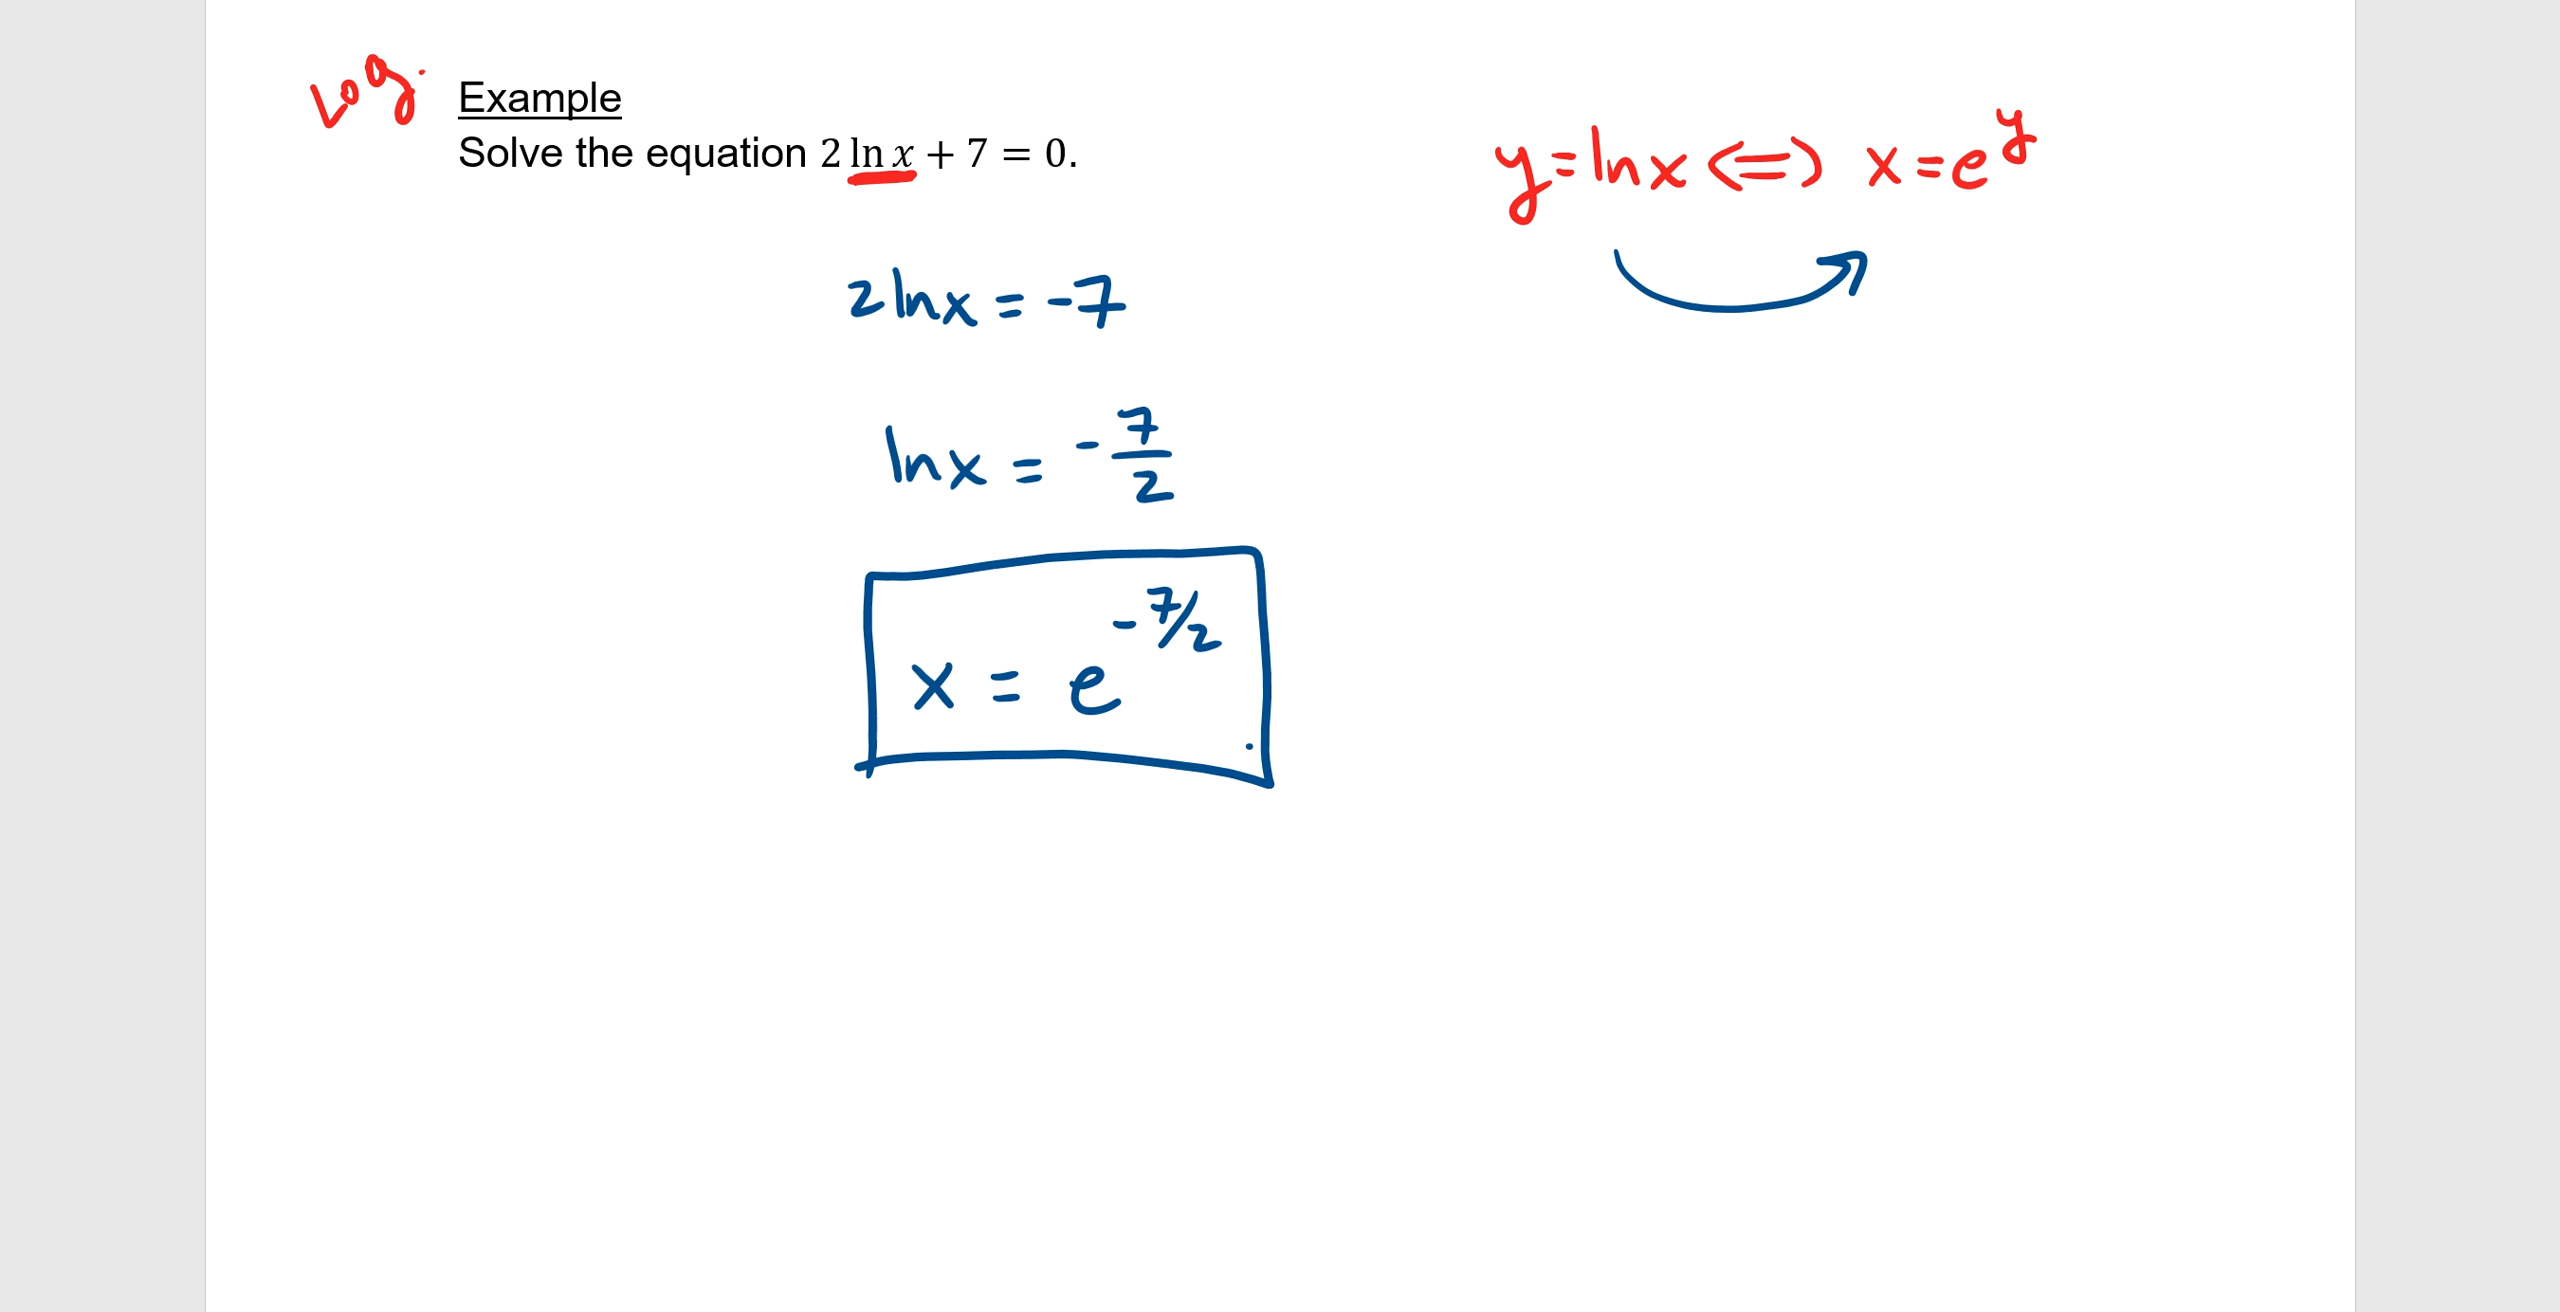 Log.
Example
Solve the equation 2 ln x + 7 = 0.
y = ln x <=> x = e^y
2 ln x = -7
ln x = -7/2
x = e^-7/2